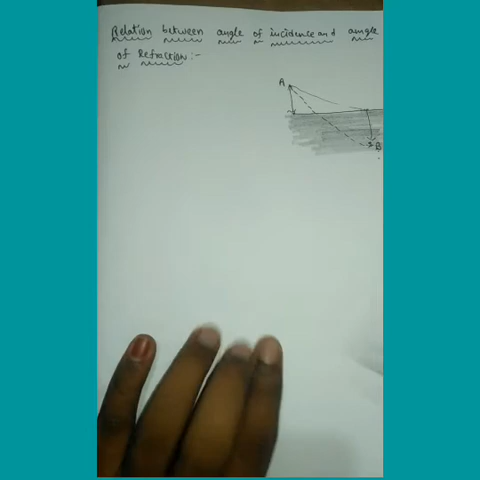 Relation between angle of incidence and angle
of refraction :-
A
B